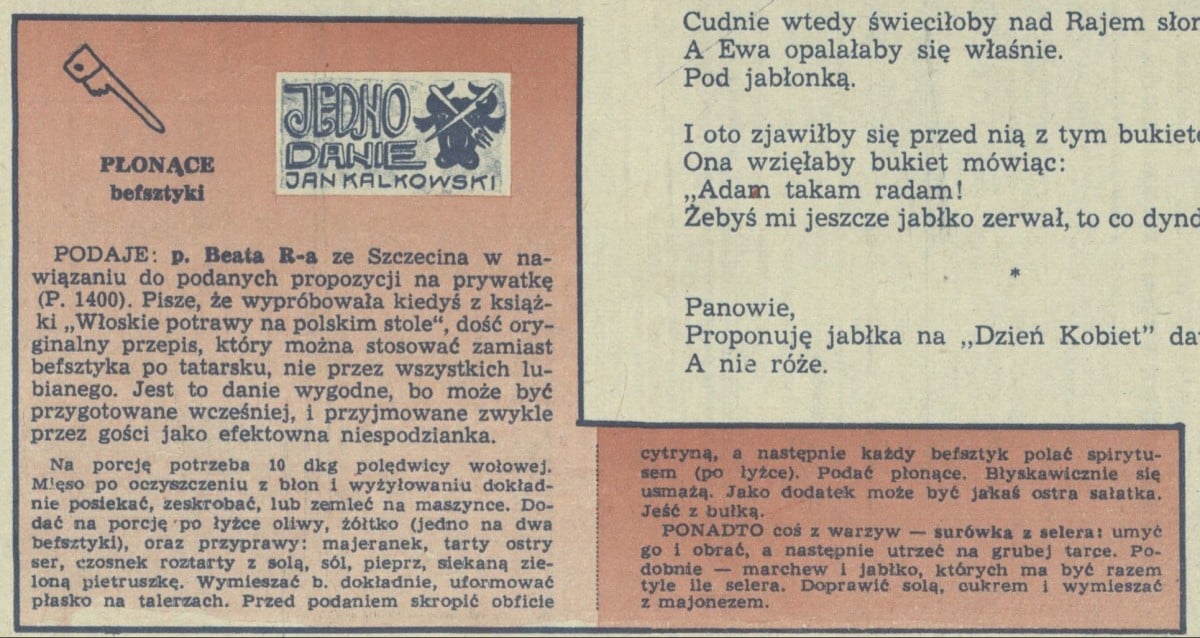 JEDNO
DANIE
JAN KALKOWSKI
PŁONĄCE
befsztyki
PODAJE: p. Beata R-a ze Szczecina w na-
wiązaniu do podanych propozycji na prywatkę
(P. 1400). Pisze, że wypróbowała kiedyś z książ-
ki „Włoskie potrawy na polskim stole“, dość ory-
ginalny przepis, który można stosować zamiast
befsztyka po tatarsku, nie przez wszystkich lu-
bianego. Jest to danie wygodne, bo może być
przygotowane wcześniej, i przyjmowane zwykle
przez gości jako efektowna niespodzianka.
Na porcję potrzeba 10 dkg polędwicy wołowej.
Mięso po oczyszczeniu z błon i wyżyłowaniu dokład-
nie posiekać, zeskrobać, lub zemleć na maszynce. Do-
dać na porcję po łyżce oliwy, żółtko (jedno na dwa
befsztyki), oraz przyprawy: majeranek, tarty ostry
ser, czosnek roztarty z solą, sól, pieprz, siekaną zie-
loną pietruszkę. Wymieszać b. dokładnie, uformować
płasko na talerzach. Przed podaniem skropić obficie
cytryną, a następnie każdy befsztyk polać spirytu-
sem (po łyżce). Podać płonące. Błyskawicznie się
usmażą. Jako dodatek może być jakaś ostra sałatka.
Jeść z bułką.
PONADTO coś z warzyw — surówka z selera: umyć
go i obrać, a następnie utrzeć na grubej tarce. Po-
dobnie — marchew i jabłko, których ma być razem
tyle ile selera. Doprawić solą, cukrem i wymieszać
z majonezem.
Cudnie wtedy świeciłoby nad Rajem słoń
A Ewa opalałaby się właśnie.
Pod jabłonką.
I oto zjawiłby się przed nią z tym bukiete
Ona wzięłaby bukiet mówiąc:
„Adam takam radam!
Żebyś mi jeszcze jabłko zerwał, to co dynd
*
Panowie,
Proponuję jabłka na „Dzień Kobiet” da
A nie róże.